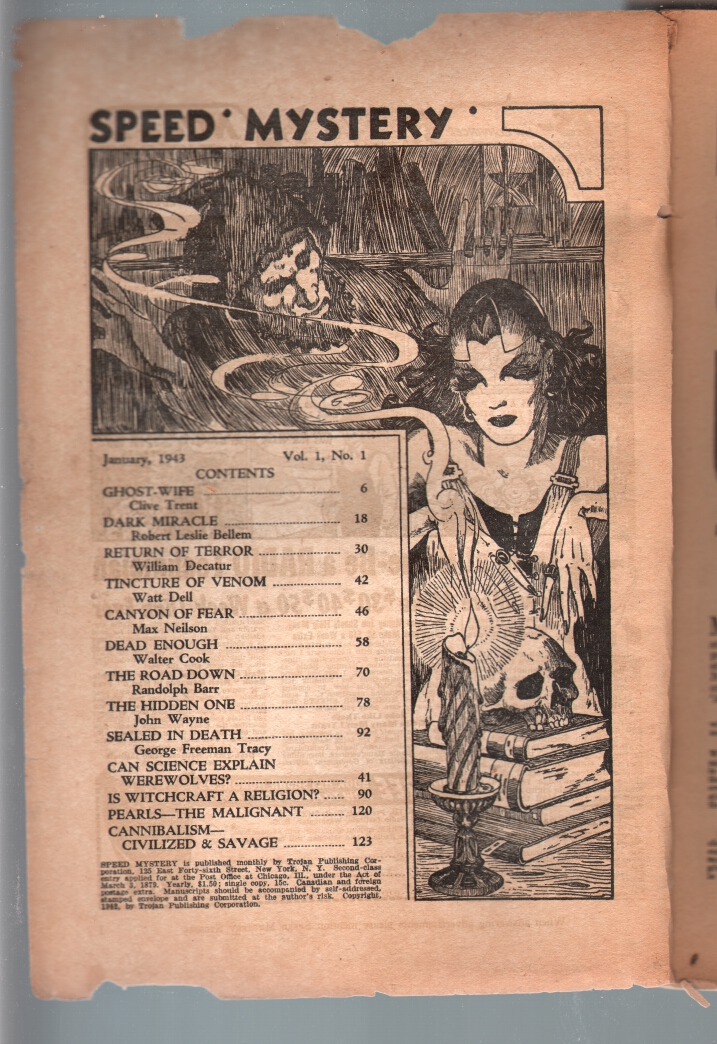 SPEED · MYSTERY ·
January, 1943 Vol. 1, No. 1
CONTENTS
GHOST-WIFE ........ 6
Clive Trent
DARK MIRACLE ........ 18
Robert Leslie Bellem
RETURN OF TERROR ........ 30
William Decatur
TINCTURE OF VENOM ........ 42
Watt Dell
CANYON OF FEAR ........ 46
Max Neilson
DEAD ENOUGH ........ 58
Walter Cook
THE ROAD DOWN ........ 70
Randolph Barr
THE HIDDEN ONE ........ 78
John Wayne
SEALED IN DEATH ........ 92
George Freeman Tracy
CAN SCIENCE EXPLAIN
WEREWOLVES? ........ 41
IS WITCHCRAFT A RELIGION? ..... 90
PEARLS—THE MALIGNANT ........ 120
CANNIBALISM—
CIVILIZED & SAVAGE ........ 123
SPEED MYSTERY is published monthly by Trojan Publishing Cor-
poration, 125 East Forty-sixth Street, New York, N. Y. Second-class
entry applied for at the Post Office at Chicago, Ill., under the Act of
March 3, 1879. Yearly, $1.50; single copy, 15c. Canadian and foreign
postage extra. Manuscripts should be accompanied by self-addressed,
stamped envelope and are submitted at the author's risk. Copyright,
1942, by Trojan Publishing Corporation.